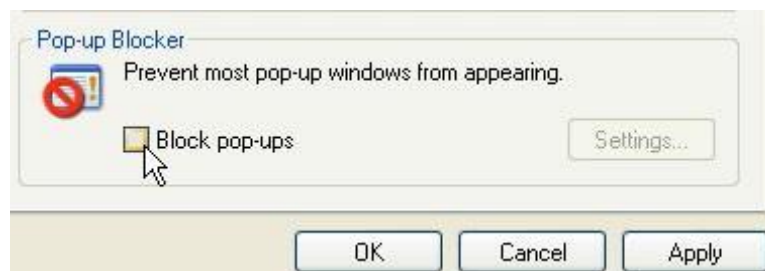 Pop-up Blocker
Prevent most pop-up windows from appearing.
Block pop-ups
Settings...
OK
Cancel
Apply